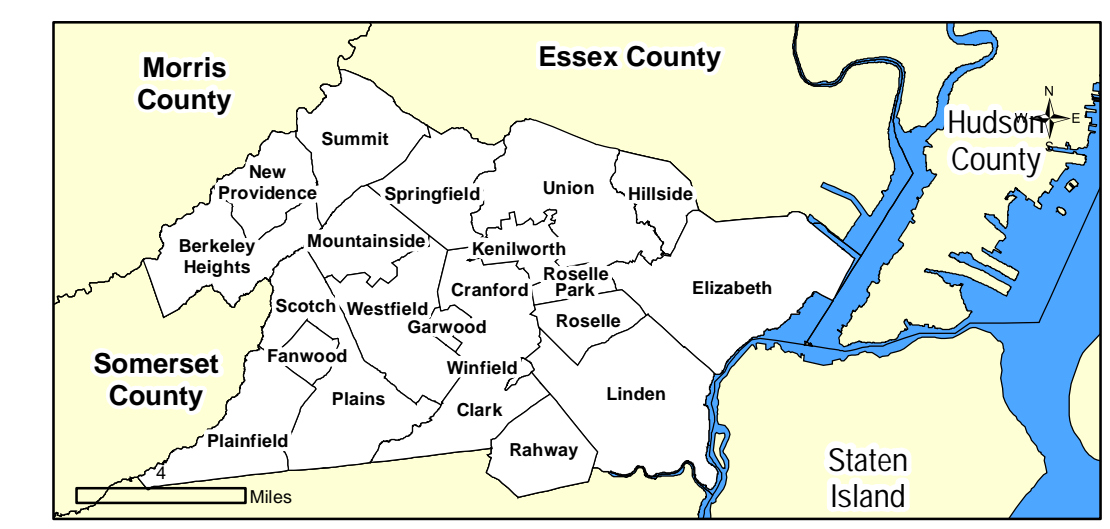 Morris
County
Essex County
N
W
E
S
Hudson
County
Summit
New
Providence
Springfield
Union
Hillside
Berkeley
Heights
Mountainside
Kenilworth
Roselle
Park
Elizabeth
Scotch
Westfield
Cranford
Garwood
Roselle
Fanwood
Winfield
Somerset
County
Plains
Clark
Linden
Plainfield
Rahway
Staten
Island
4
Miles